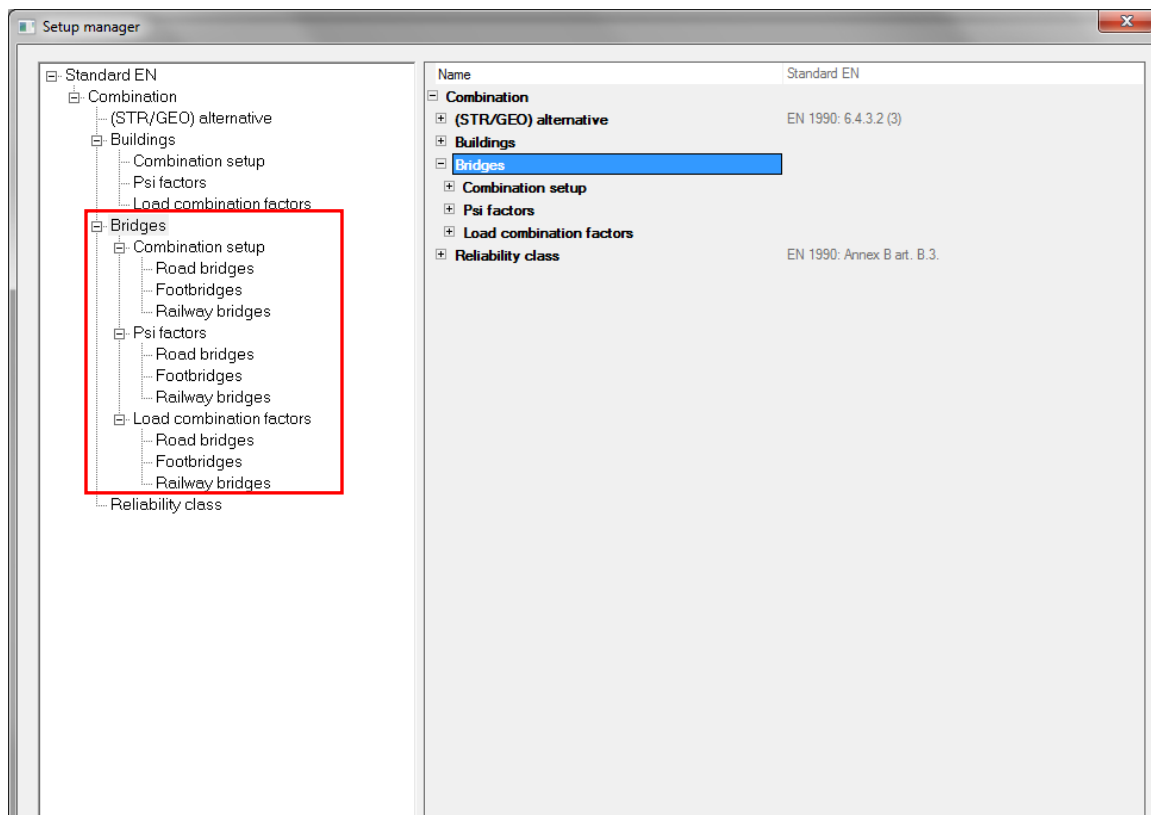 Setup manager
Standard EN
Combination
(STR/GEO) alternative
Buildings
Combination setup
Psi factors
Load combination factors
Bridges
Combination setup
Road bridges
Footbridges
Railway bridges
Psi factors
Road bridges
Footbridges
Railway bridges
Load combination factors
Road bridges
Footbridges
Railway bridges
Reliability class
Name Standard EN
Combination
(STR/GEO) alternative EN 1990: 6.4.3.2 (3)
Buildings
Bridges
Combination setup
Psi factors
Load combination factors
Reliability class EN 1990: Annex B art. B.3.